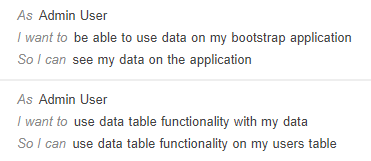 As Admin User
I want to be able to use data on my bootstrap application
So I can see my data on the application
As Admin User
I want to use data table functionality with my data
So I can use data table functionality on my users table